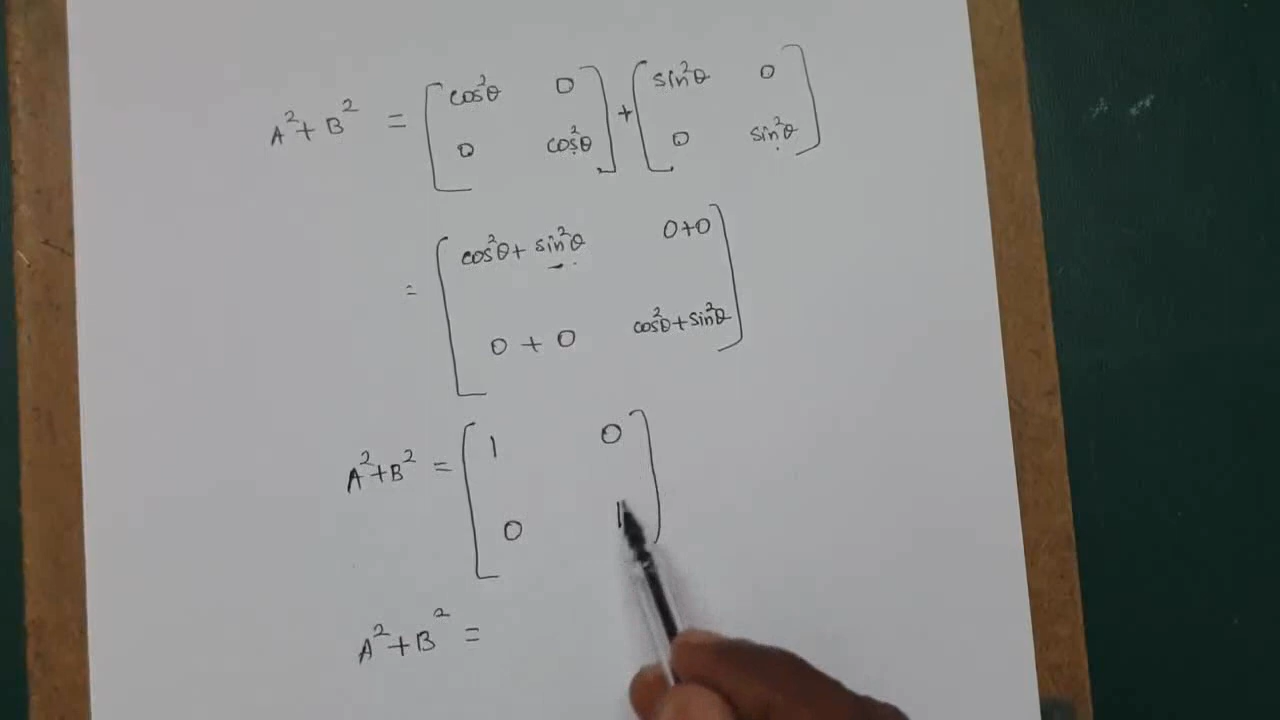 A²+B² = [cos²θ 0
0 cos²θ] + [sin²θ 0
0 sin²θ]
= [cos²θ+sin²θ 0+0
0+0 cos²θ+sin²θ]
A²+B² = [1 0
0 1]
A²+B² =